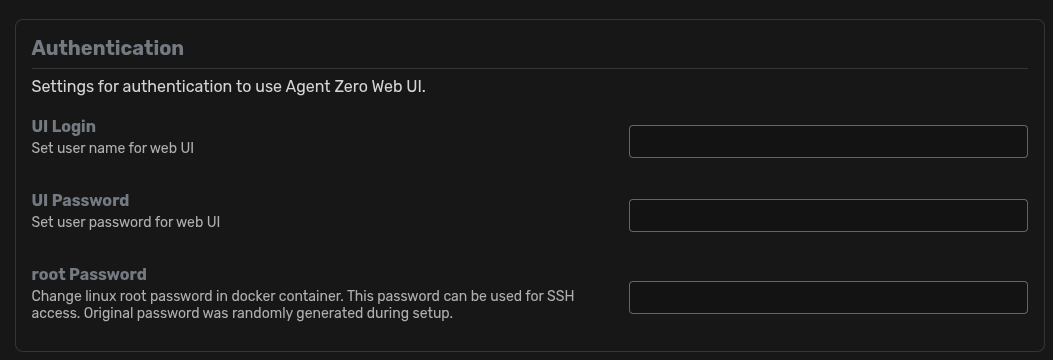 Authentication
Settings for authentication to use Agent Zero Web UI.
UI Login
Set user name for web UI
UI Password
Set user password for web UI
root Password
Change linux root password in docker container. This password can be used for SSH
access. Original password was randomly generated during setup.